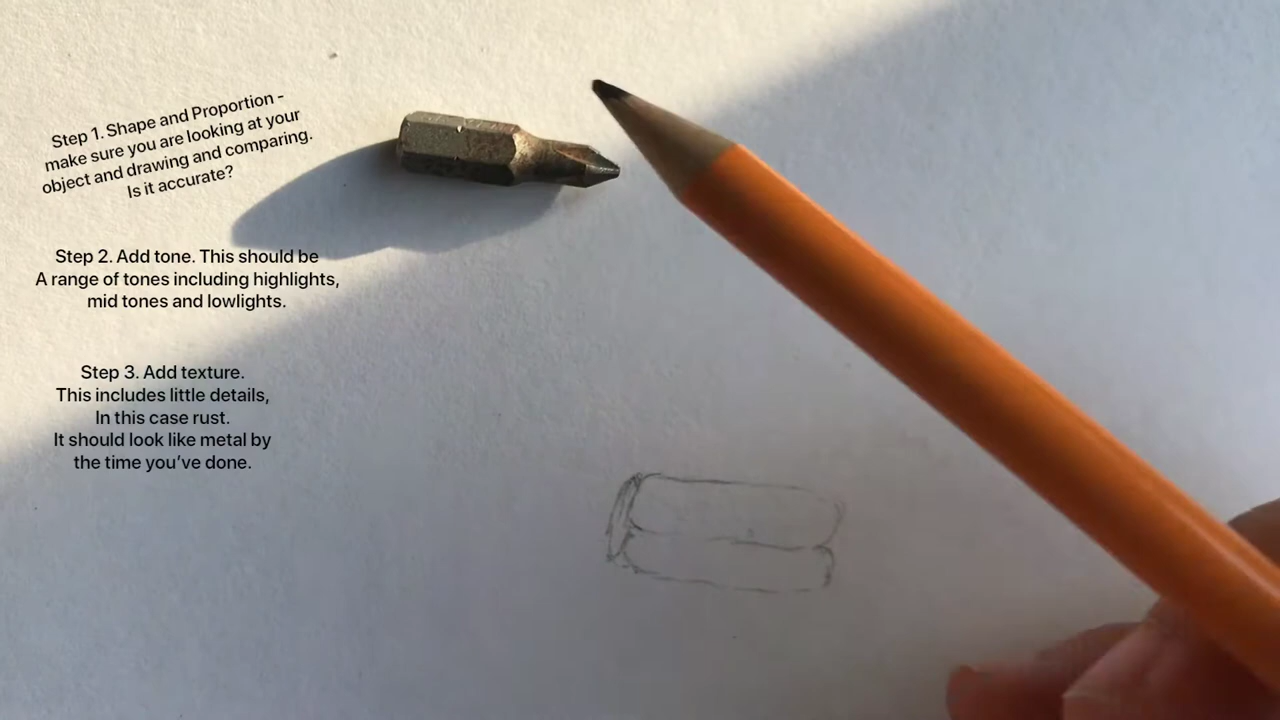 Step 1. Shape and Proportion -
make sure you are looking at your
object and drawing and comparing.
Is it accurate?
Step 2. Add tone. This should be
A range of tones including highlights,
mid tones and lowlights.
Step 3. Add texture.
This includes little details,
In this case rust.
It should look like metal by
the time you’ve done.